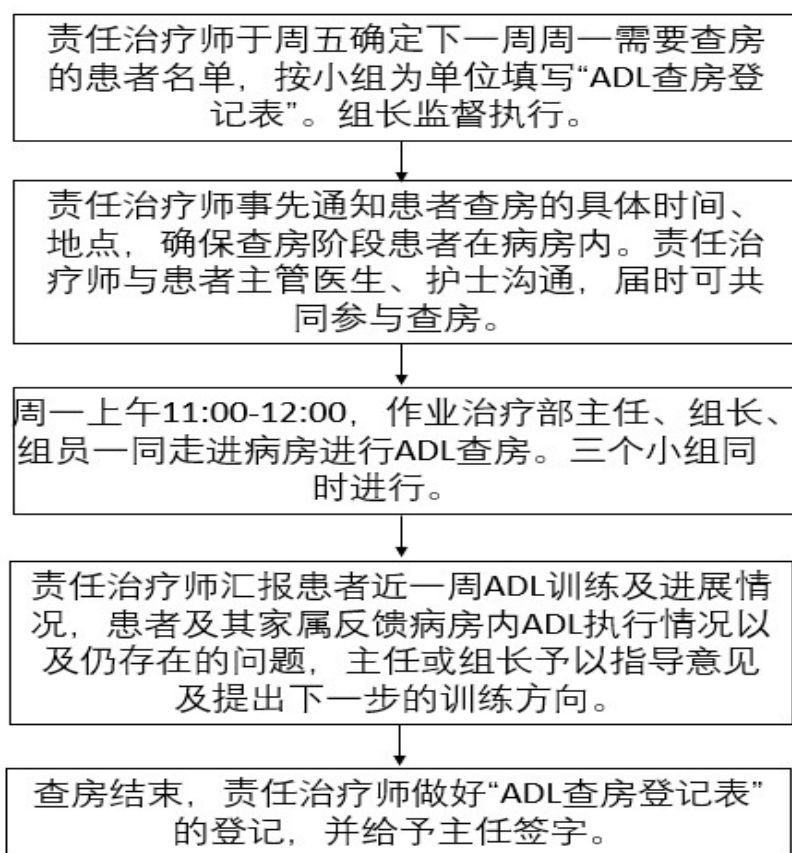 责任治疗师于周五确定下一周周一需要查房
的患者名单，按小组为单位填写“ADL查房登
记表”。组长监督执行。
责任治疗师事先通知患者查房的具体时间、
地点，确保查房阶段患者在病房内。责任治
疗师与患者主管医生、护士沟通，届时可共
同参与查房。
周一上午11:00-12:00，作业治疗部主任、组长、
组员一同走进病房进行ADL查房。三个小组同
时进行。
责任治疗师汇报患者近一周ADL训练及进展情
况，患者及其家属反馈病房内ADL执行情况以
及仍存在的问题，主任或组长予以指导意见
及提出下一步的训练方向。
查房结束，责任治疗师做好“ADL查房登记表”
的登记，并给予主任签字。